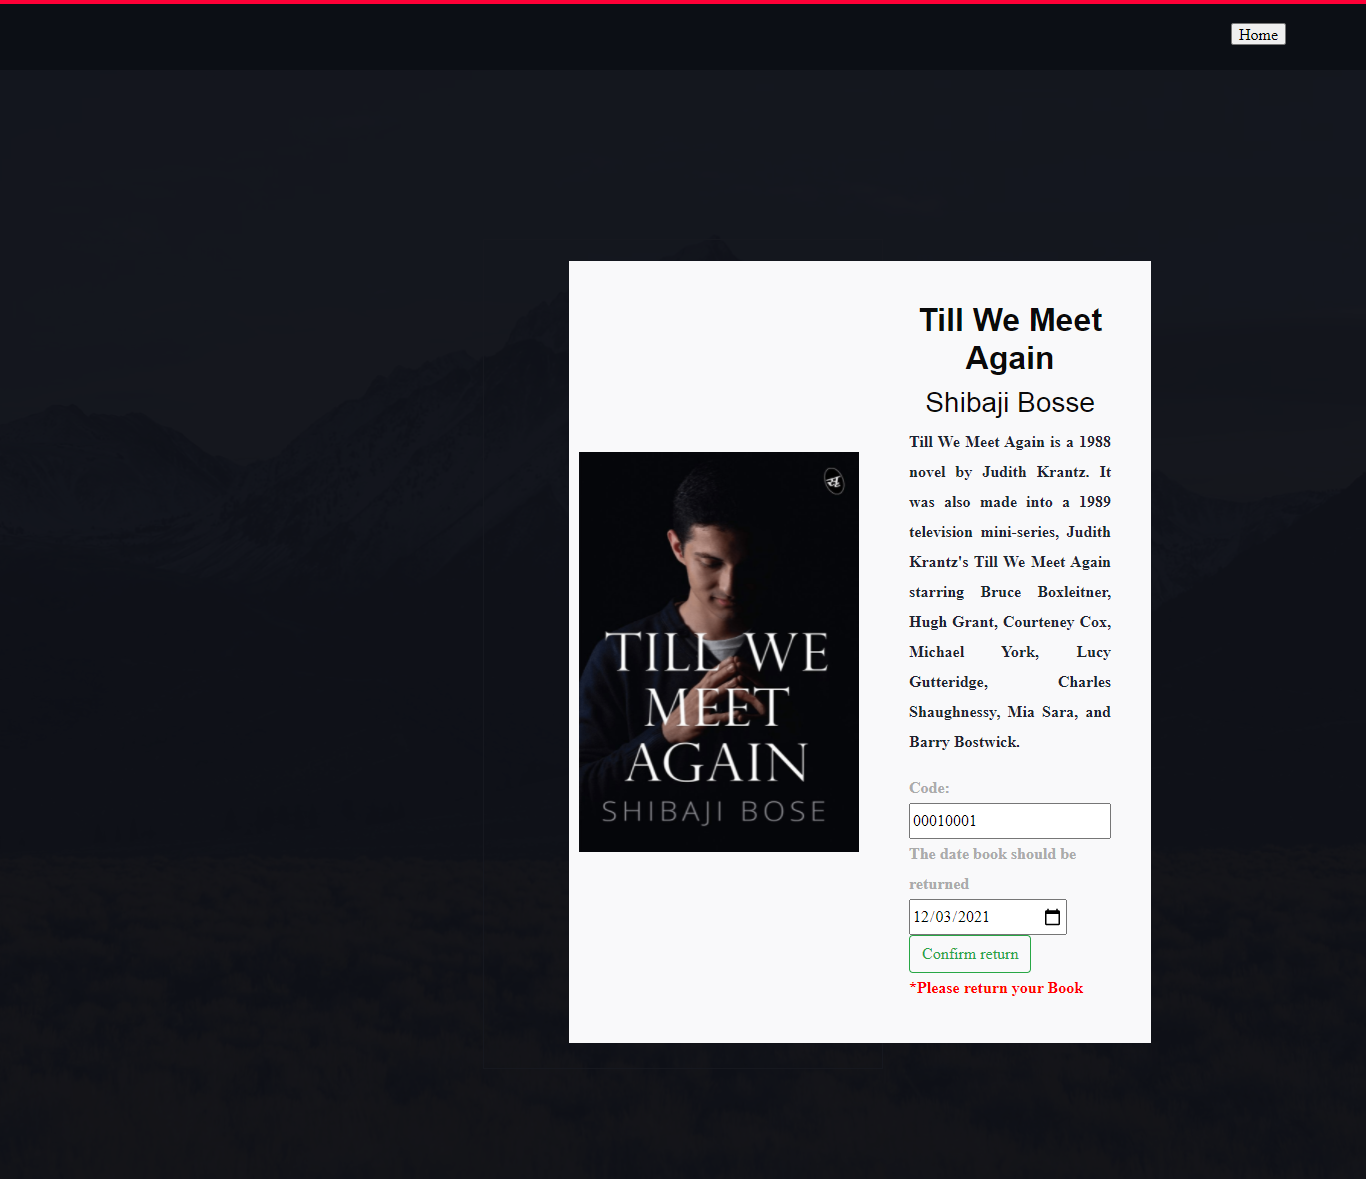 Home
Till We Meet
Again
Shibaji Bosse
Till We Meet Again is a 1988
novel by Judith Krantz. It
was also made into a 1989
television mini-series, Judith
Krantz's Till We Meet Again
starring Bruce Boxleitner,
Hugh Grant, Courteney Cox,
Michael York, Lucy
Gutteridge, Charles
Shaughnessy, Mia Sara, and
Barry Bostwick.
TILL WE
MEET
AGAIN
SHIBAJI BOSE
Code:
00010001
The date book should be
returned
12/03/2021
Confirm return
*Please return your Book